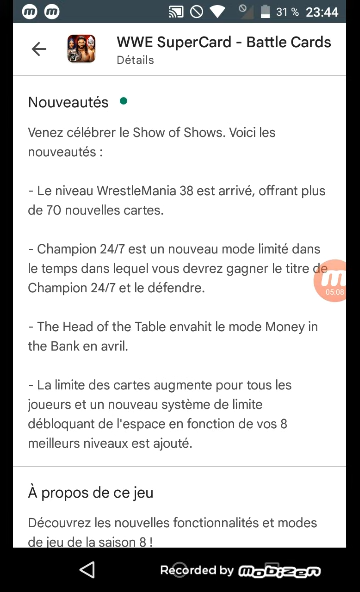 31 % 23:44
WWE SuperCard - Battle Cards
Détails
Nouveautés
Venez célébrer le Show of Shows. Voici les
nouveautés :
- Le niveau WrestleMania 38 est arrivé, offrant plus
de 70 nouvelles cartes.
- Champion 24/7 est un nouveau mode limité dans
le temps dans lequel vous devrez gagner le titre de
Champion 24/7 et le défendre.
05:08
- The Head of the Table envahit le mode Money in
the Bank en avril.
- La limite des cartes augmente pour tous les
joueurs et un nouveau système de limite
débloquant de l'espace en fonction de vos 8
meilleurs niveaux est ajouté.
À propos de ce jeu
Découvrez les nouvelles fonctionnalités et modes
de jeu de la saison 8 !
Recorded by mobizen